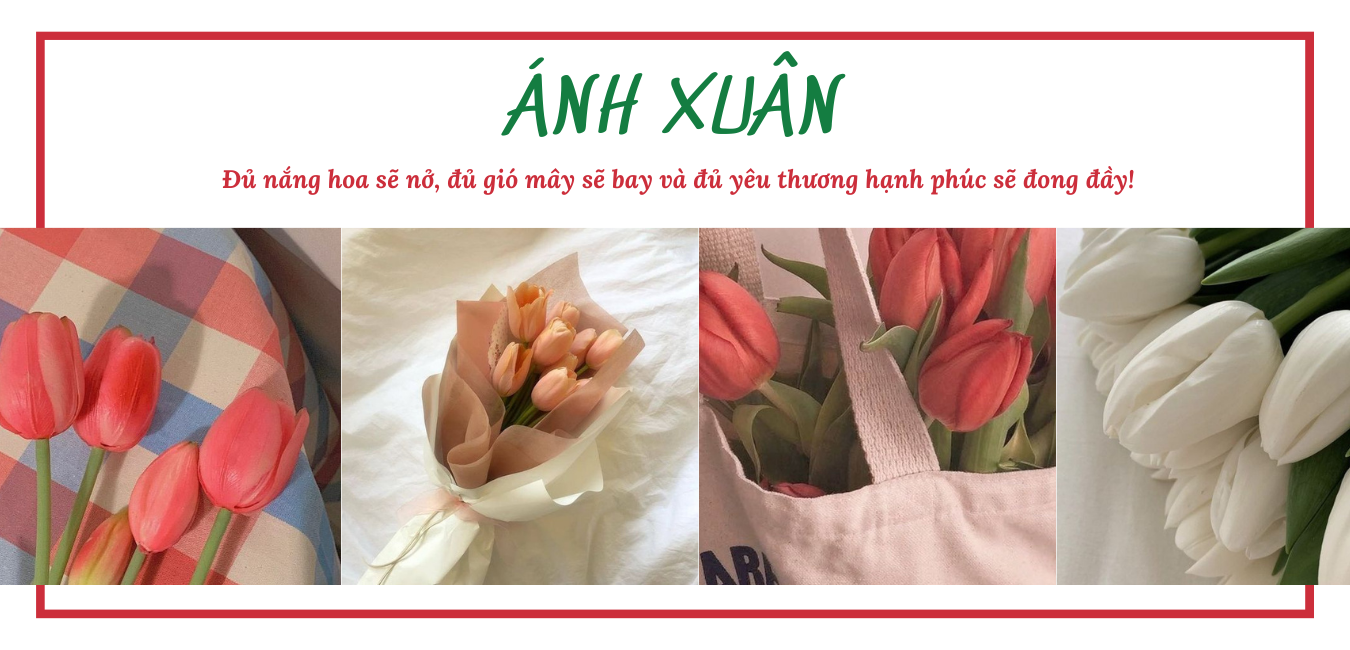 ÁNH XUÂN
Đủ nắng hoa sẽ nở, đủ gió mây sẽ bay và đủ yêu thương hạnh phúc sẽ đong đầy!